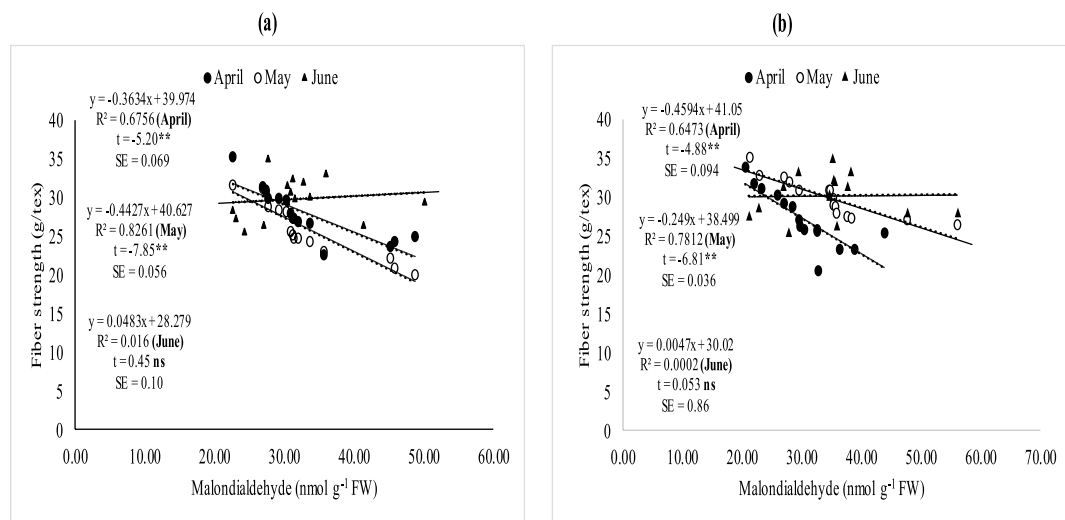 (a)
● April ○ May ▲ June
y = -0.3634x + 39.974
R² = 0.6756 (April)
t = -5.20**
SE = 0.069
y = -0.4427x + 40.627
R² = 0.8261 (May)
t = -7.85**
SE = 0.056
y = 0.0483x + 28.279
R² = 0.016 (June)
t = 0.45 ns
SE = 0.10
Fiber strength (g/tex)
40
35
30
25
20
15
10
5
0
0.00 10.00 20.00 30.00 40.00 50.00 60.00
Malondialdehyde (nmol g⁻¹ FW)
(b)
● April ○ May ▲ June
y = -0.4594x + 41.05
R² = 0.6473 (April)
t = -4.88**
SE = 0.094
y = -0.249x + 38.499
R² = 0.7812 (May)
t = -6.81**
SE = 0.036
y = 0.0047x + 30.02
R² = 0.0002 (June)
t = 0.053 ns
SE = 0.86
Fiber strength (g/tex)
40
35
30
25
20
15
10
5
0
0.00 10.00 20.00 30.00 40.00 50.00 60.00 70.00
Malondialdehyde (nmol g⁻¹ FW)